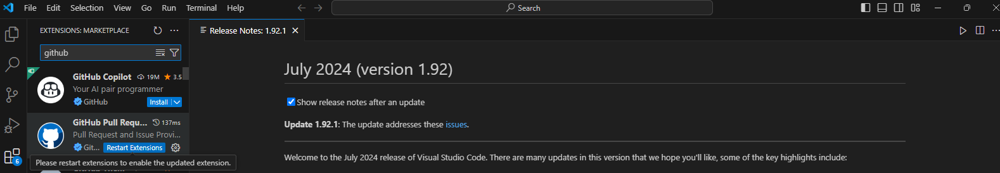 File Edit Selection View Go Run Terminal Help
Search
EXTENSIONS: MARKETPLACE
Release Notes: 1.92.1
github
GitHub Copilot 19M 3.5
Your AI pair programmer
GitHub Install
GitHub Pull Requ... 137ms
Pull Request and Issue Provi...
Git... Restart Extensions
6
Please restart extensions to enable the updated extension.
July 2024 (version 1.92)
Show release notes after an update
Update 1.92.1: The update addresses these issues.
Welcome to the July 2024 release of Visual Studio Code. There are many updates in this version that we hope you'll like, some of the key highlights include: